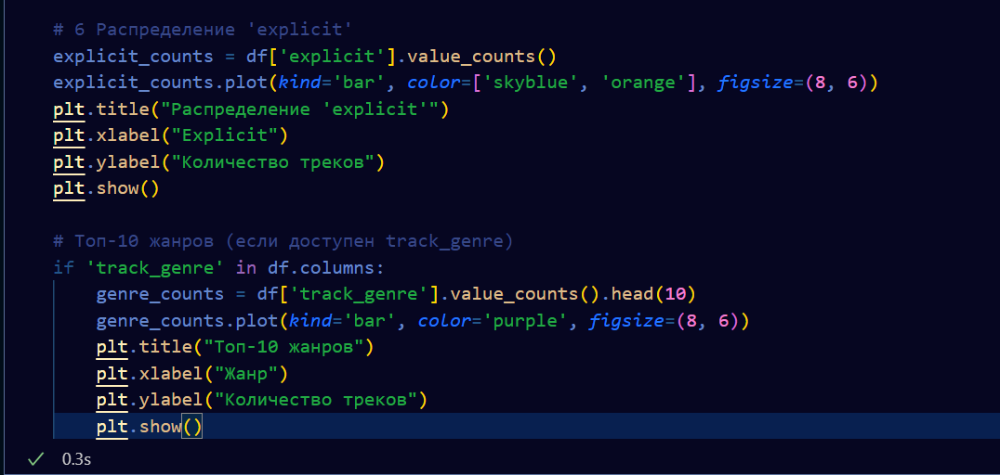 # 6 Распределение 'explicit'
explicit_counts = df['explicit'].value_counts()
explicit_counts.plot(kind='bar', color=['skyblue', 'orange'], figsize=(8, 6))
plt.title("Распределение 'explicit'")
plt.xlabel("Explicit")
plt.ylabel("Количество треков")
plt.show()
# Топ-10 жанров (если доступен track_genre)
if 'track_genre' in df.columns:
genre_counts = df['track_genre'].value_counts().head(10)
genre_counts.plot(kind='bar', color='purple', figsize=(8, 6))
plt.title("Топ-10 жанров")
plt.xlabel("Жанр")
plt.ylabel("Количество треков")
plt.show()
0.3s